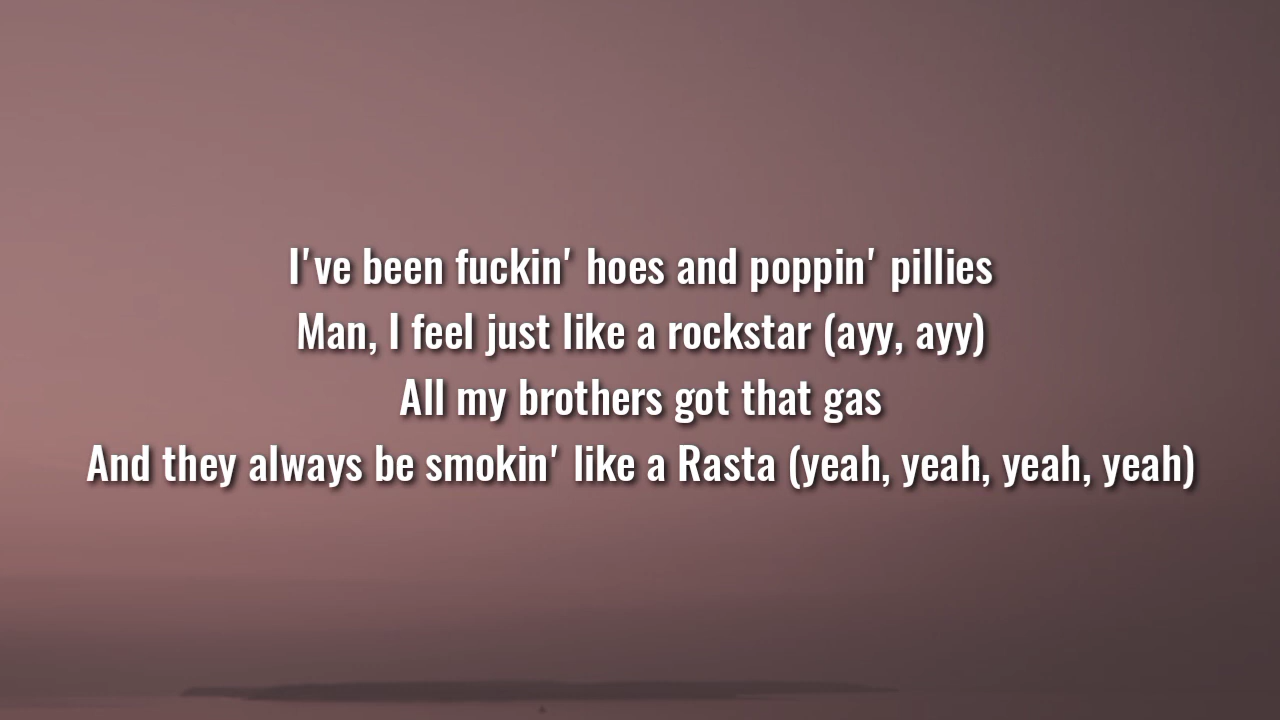 I've been fuckin' hoes and poppin' pillies
Man, I feel just like a rockstar (ayy, ayy)
All my brothers got that gas
And they always be smokin' like a Rasta (yeah, yeah, yeah, yeah)